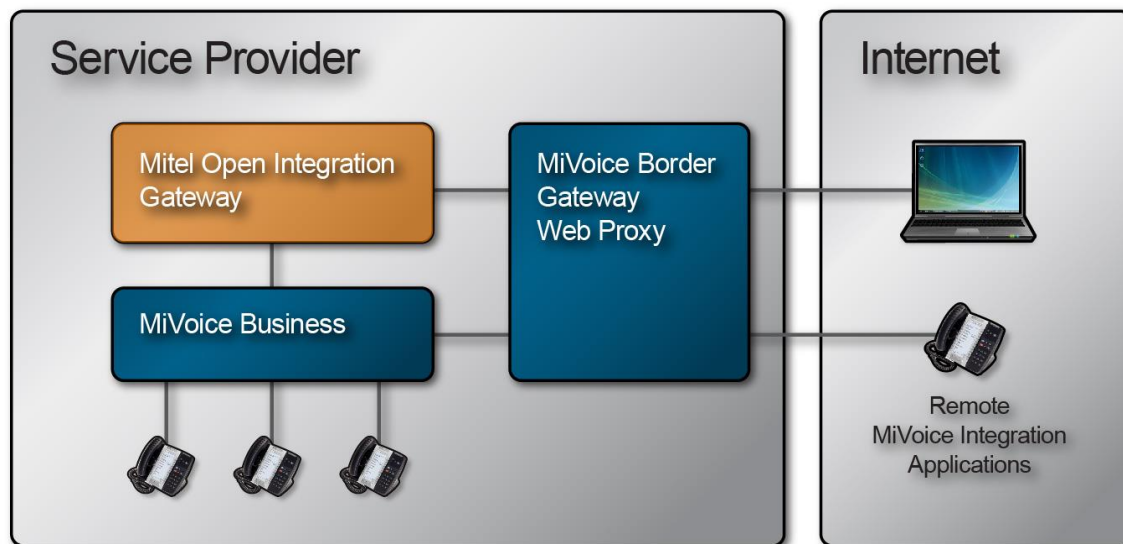 Service Provider
Mitel Open Integration
Gateway
MiVoice Business
MiVoice Border
Gateway
Web Proxy
Internet
Remote
MiVoice Integration
Applications